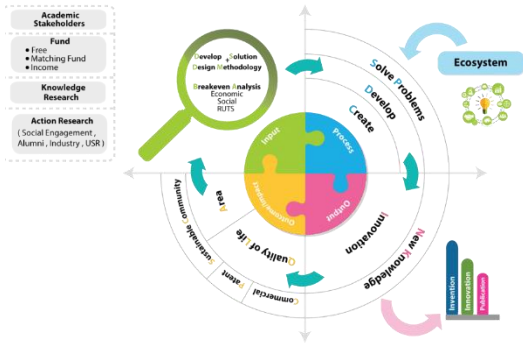 Academic
Stakeholders
Fund
• Free
• Matching Fund
• Income
Knowledge
Research
Action Research
( Social Engagement ,
Alumni , Industry , USR )
Develop + Solution
Design Methodology
Breakeven Analysis
Economic
Social
RUTS
Input
Process
Output
Outcome/Impact
Solve Problems
Develop
Create
Ecosystem
Innovation
New Knowledge
Area
Quality of Life
Sustainable Community
Patent
Commercial
Invention
Innovation
Publication